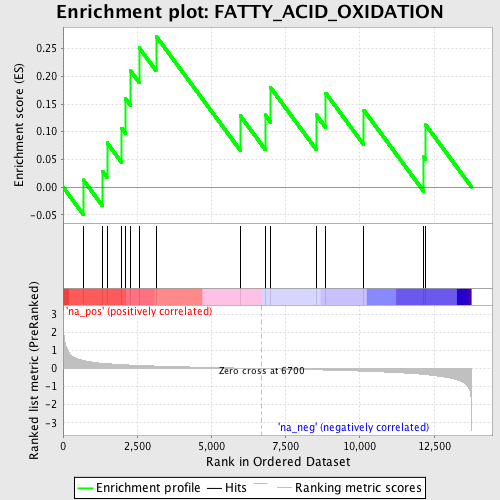 Enrichment plot: FATTY_ACID_OXIDATION
Enrichment score (ES)
0.25
0.20
0.15
0.10
0.05
0.00
-0.05
'na_pos' (positively correlated)
Ranked list metric (PreRanked)
3
2
1
0
-1
-2
-3
Zero cross at 6700
'na_neg' (negatively correlated)
0
2,500
5,000
7,500
10,000
12,500
Rank in Ordered Dataset
Enrichment profile
Hits
Ranking metric scores